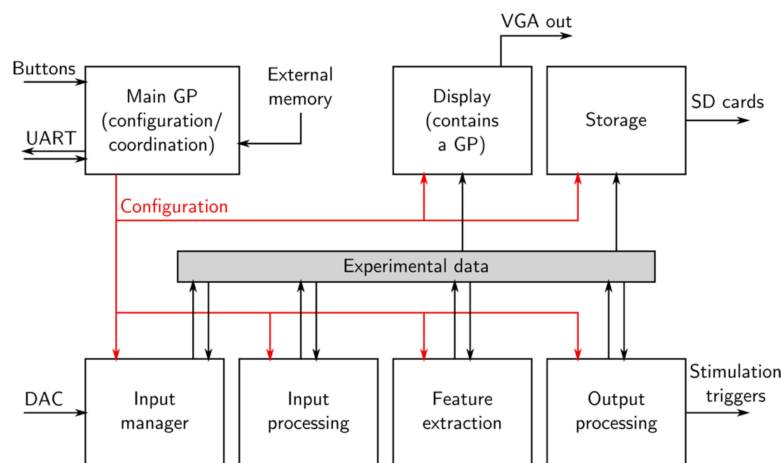 VGA out
Buttons
UART
Main GP
(configuration/
coordination)
External
memory
Display
(contains
a GP)
Storage
SD cards
Configuration
Experimental data
DAC
Input
manager
Input
processing
Feature
extraction
Output
processing
Stimulation
triggers